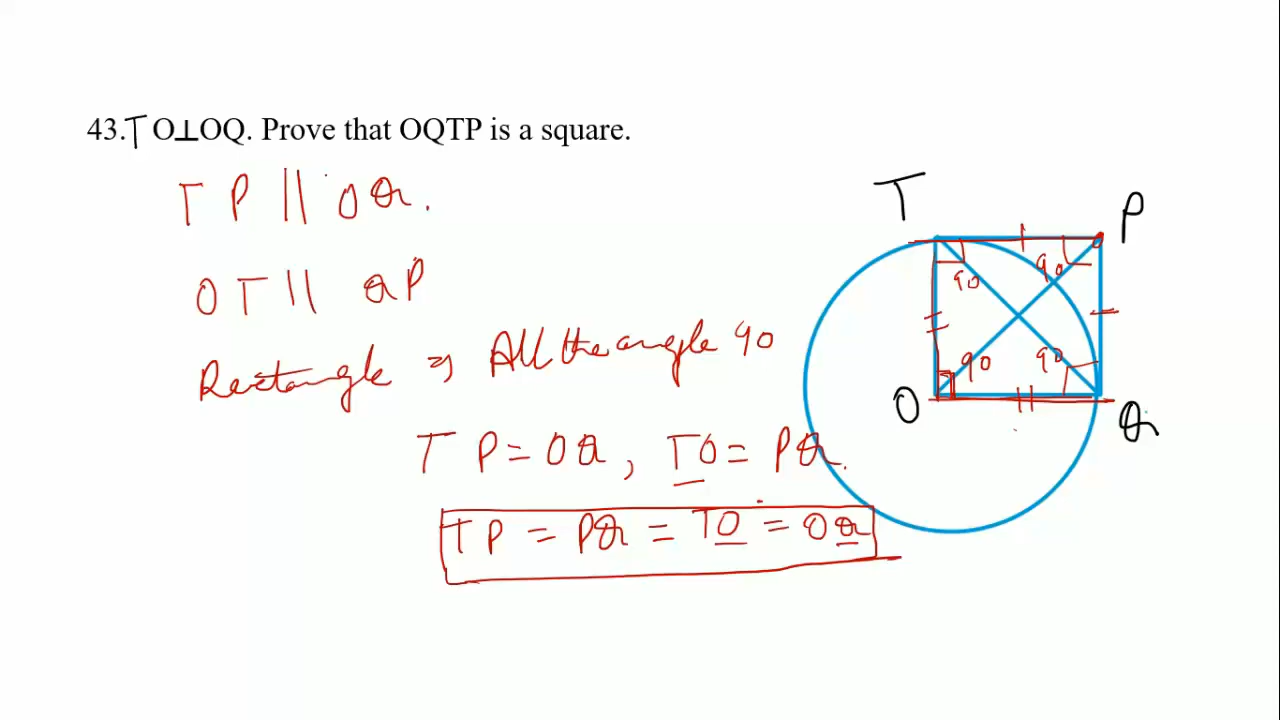 43.T O⊥OQ. Prove that OQTP is a square.
TP || OQ.
OT || QP
Rectangle ⇒ All the angle 90
TP = OQ, TO = PQ.
TP = PQ = TO = OQ
T
P
90
90
90
90
O
Q